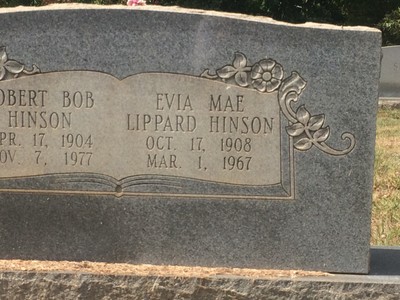 OBERT BOB
HINSON
PR. 17, 1904
OV. 7, 1977
EVIA MAE
LIPPARD HINSON
OCT. 17, 1908
MAR. 1, 1967